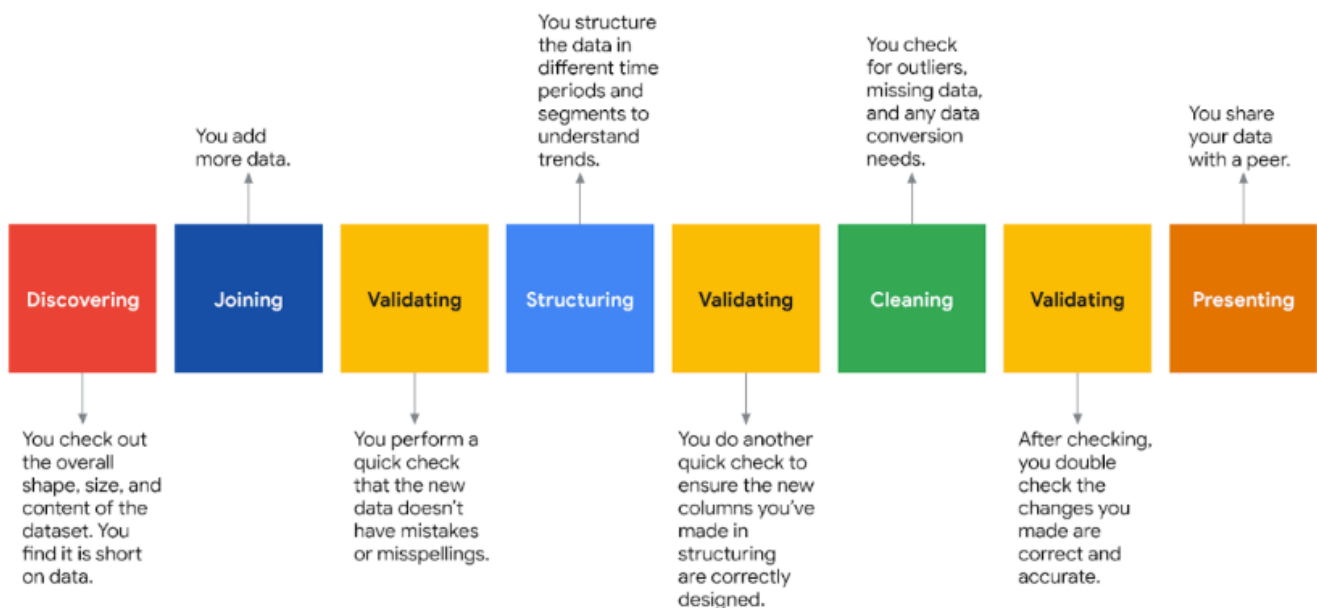 You structure
the data in
different time
periods and
segments to
understand
trends.
You check
for outliers,
missing data,
and any data
conversion
needs.
You add
more data.
You share
your data
with a peer.
Discovering
Joining
Validating
Structuring
Validating
Cleaning
Validating
Presenting
You check out
the overall
shape, size, and
content of the
dataset. You
find it is short
on data.
You perform a
quick check
that the new
data doesn't
have mistakes
or misspellings.
You do another
quick check to
ensure the new
columns you've
made in
structuring
are correctly
designed.
After checking,
you double
check the
changes you
made are
correct and
accurate.